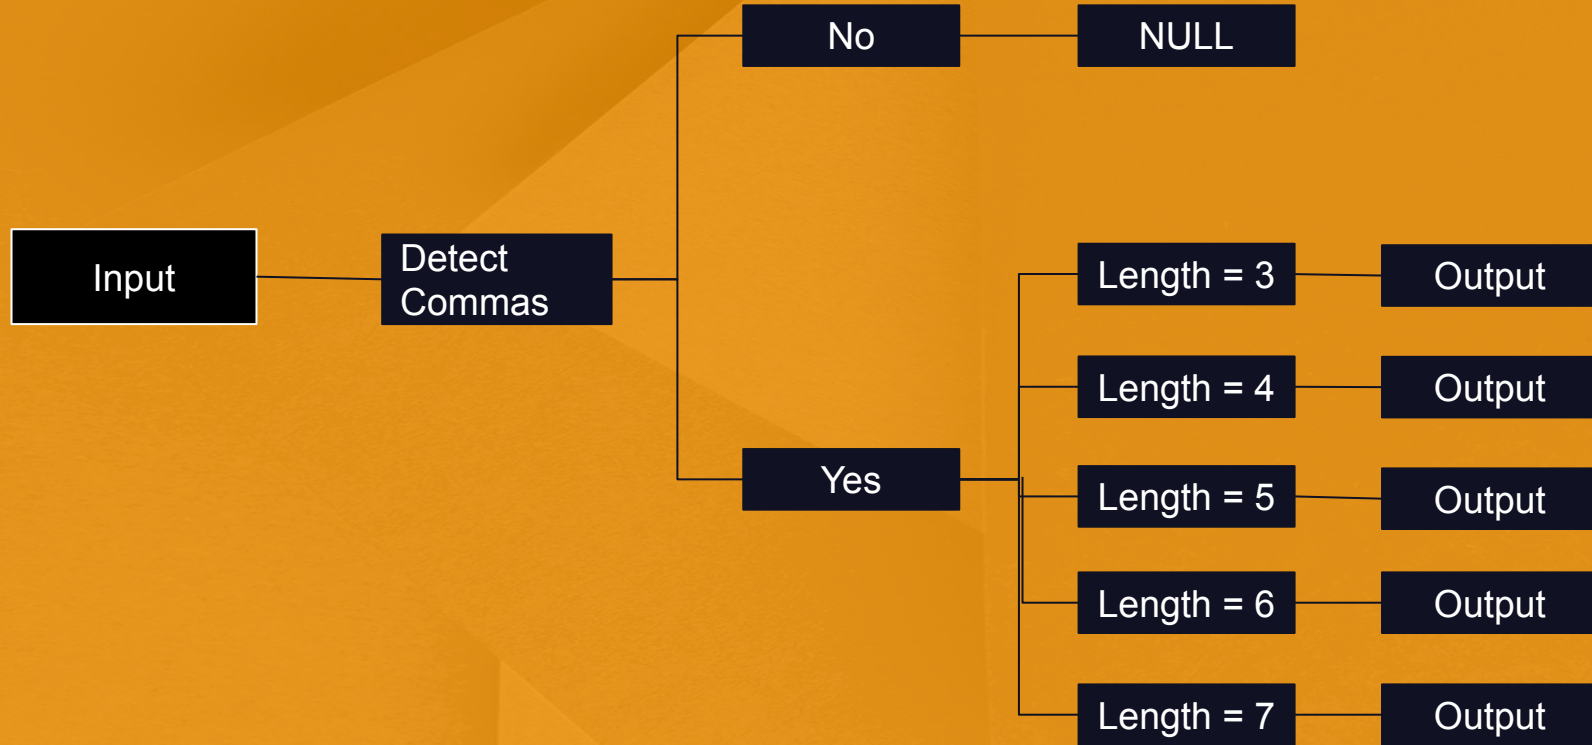 No
NULL
Input
Detect
Commas
Length = 3
Output
Length = 4
Output
Yes
Length = 5
Output
Length = 6
Output
Length = 7
Output